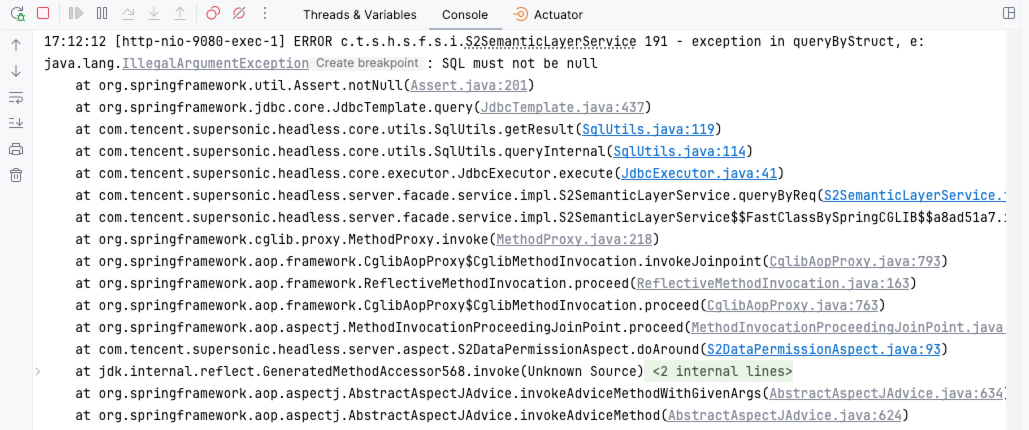 Threads & Variables Console Actuator
17:12:12 [http-nio-9080-exec-1] ERROR c.t.s.h.s.f.s.i.S2SemanticLayerService 191 - exception in queryByStruct, e:
java.lang.IllegalArgumentException Create breakpoint : SQL must not be null
at org.springframework.util.Assert.notNull(Assert.java:201)
at org.springframework.jdbc.core.JdbcTemplate.query(JdbcTemplate.java:437)
at com.tencent.supersonic.headless.core.utils.SqlUtils.getResult(SqlUtils.java:119)
at com.tencent.supersonic.headless.core.utils.SqlUtils.queryInternal(SqlUtils.java:114)
at com.tencent.supersonic.headless.core.executor.JdbcExecutor.execute(JdbcExecutor.java:41)
at com.tencent.supersonic.headless.server.facade.service.impl.S2SemanticLayerService.queryByReq(S2SemanticLayerService.
at com.tencent.supersonic.headless.server.facade.service.impl.S2SemanticLayerService$$FastClassBySpringCGLIB$$a8ad51a7.i
at org.springframework.cglib.proxy.MethodProxy.invoke(MethodProxy.java:218)
at org.springframework.aop.framework.CglibAopProxy$CglibMethodInvocation.invokeJoinpoint(CglibAopProxy.java:793)
at org.springframework.aop.framework.ReflectiveMethodInvocation.proceed(ReflectiveMethodInvocation.java:163)
at org.springframework.aop.framework.CglibAopProxy$CglibMethodInvocation.proceed(CglibAopProxy.java:763)
at org.springframework.aop.aspectj.MethodInvocationProceedingJoinPoint.proceed(MethodInvocationProceedingJoinPoint.java
at com.tencent.supersonic.headless.server.aspect.S2DataPermissionAspect.doAround(S2DataPermissionAspect.java:93)
at jdk.internal.reflect.GeneratedMethodAccessor568.invoke(Unknown Source) <2 internal lines>
at org.springframework.aop.aspectj.AbstractAspectJAdvice.invokeAdviceMethodWithGivenArgs(AbstractAspectJAdvice.java:634
at org.springframework.aop.aspectj.AbstractAspectJAdvice.invokeAdviceMethod(AbstractAspectJAdvice.java:624)